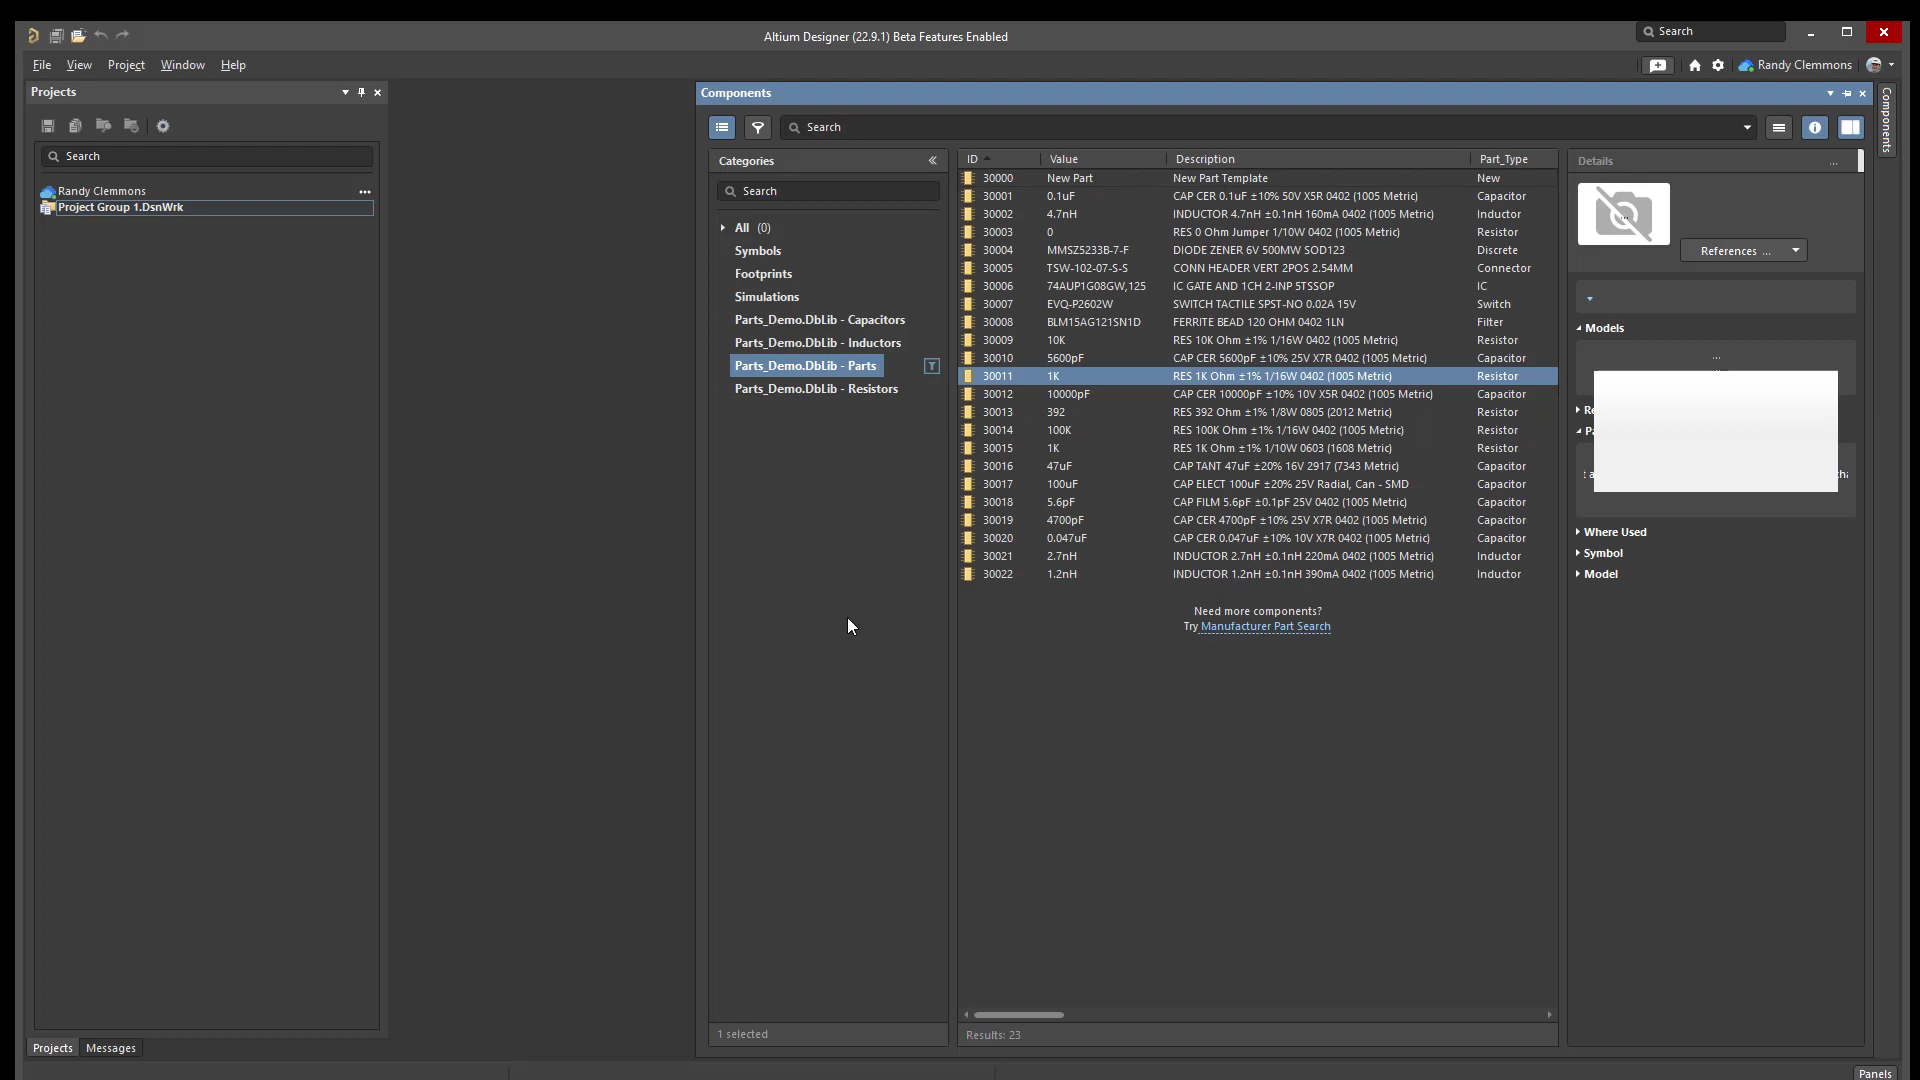 Altium Designer (22.9.1) Beta Features Enabled
Search
File View Project Window Help
Randy Clemmons
Projects
Search
Randy Clemmons
Project Group 1.DsnWrk
Components
Components
Search
Categories
Search
All (0)
Symbols
Footprints
Simulations
Parts_Demo.DbLib - Capacitors
Parts_Demo.DbLib - Inductors
Parts_Demo.DbLib - Parts
Parts_Demo.DbLib - Resistors
1 selected
ID Value Description Part_Type
30000 New Part New Part Template New
30001 0.1uF CAP CER 0.1uF ±10% 50V X5R 0402 (1005 Metric) Capacitor
30002 4.7nH INDUCTOR 4.7nH ±0.1nH 160mA 0402 (1005 Metric) Inductor
30003 0 RES 0 Ohm Jumper 1/10W 0402 (1005 Metric) Resistor
30004 MMSZ5233B-7-F DIODE ZENER 6V 500MW SOD123 Discrete
30005 TSW-102-07-S-S CONN HEADER VERT 2POS 2.54MM Connector
30006 74AUP1G08GW,125 IC GATE AND 1CH 2-INP 5TSSOP IC
30007 EVQ-P2602W SWITCH TACTILE SPST-NO 0.02A 15V Switch
30008 BLM15AG121SN1D FERRITE BEAD 120 OHM 0402 1LN Filter
30009 10K RES 10K Ohm ±1% 1/16W 0402 (1005 Metric) Resistor
30010 5600pF CAP CER 5600pF ±10% 25V X7R 0402 (1005 Metric) Capacitor
30011 1K RES 1K Ohm ±1% 1/16W 0402 (1005 Metric) Resistor
30012 10000pF CAP CER 10000pF ±10% 10V X5R 0402 (1005 Metric) Capacitor
30013 392 RES 392 Ohm ±1% 1/8W 0805 (2012 Metric) Resistor
30014 100K RES 100K Ohm ±1% 1/16W 0402 (1005 Metric) Resistor
30015 1K RES 1K Ohm ±1% 1/10W 0603 (1608 Metric) Resistor
30016 47uF CAP TANT 47uF ±20% 16V 2917 (7343 Metric) Capacitor
30017 100uF CAP ELECT 100uF ±20% 25V Radial, Can - SMD Capacitor
30018 5.6pF CAP FILM 5.6pF ±0.1pF 25V 0402 (1005 Metric) Capacitor
30019 4700pF CAP CER 4700pF ±10% 25V X7R 0402 (1005 Metric) Capacitor
30020 0.047uF CAP CER 0.047uF ±10% 10V X7R 0402 (1005 Metric) Capacitor
30021 2.7nH INDUCTOR 2.7nH ±0.1nH 220mA 0402 (1005 Metric) Inductor
30022 1.2nH INDUCTOR 1.2nH ±0.1nH 390mA 0402 (1005 Metric) Inductor
Need more components?
Try Manufacturer Part Search
Results: 23
Details ...
...
References ...
Models
...
Where Used
Symbol
Model
Projects Messages
Panels